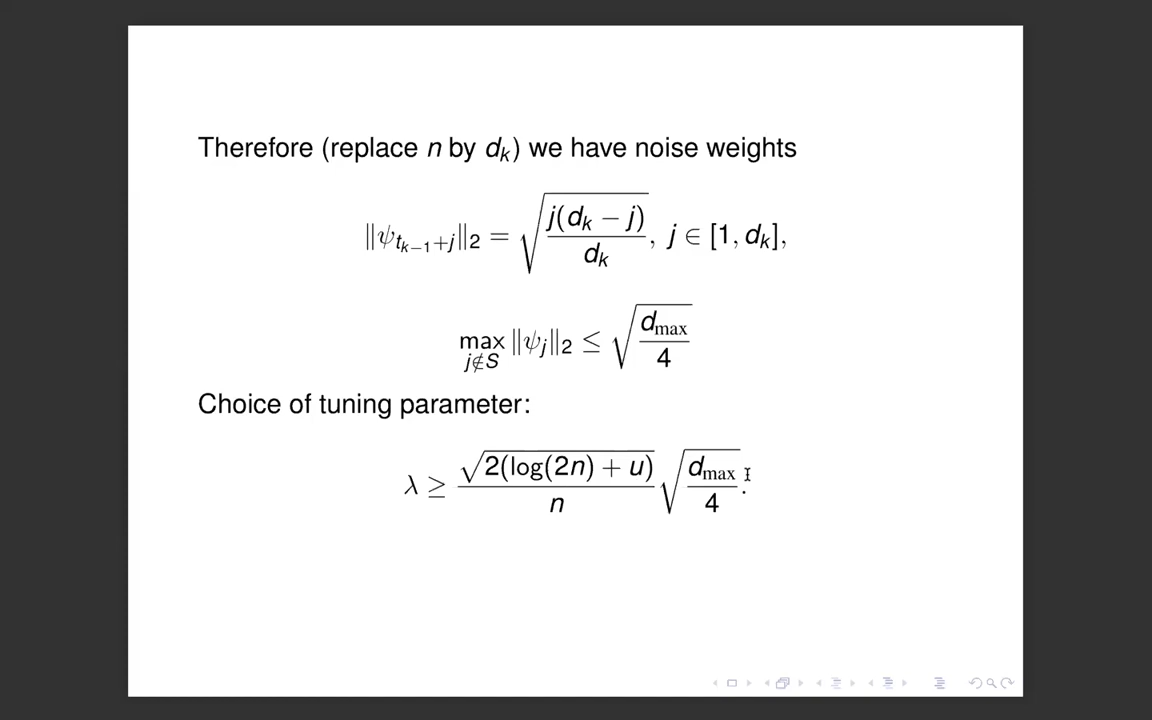 Therefore (replace n by d_k) we have noise weights
‖ψ_{t_{k−1}+j}‖_2 = √(j(d_k − j)/d_k), j ∈ [1, d_k],
max_{j∉S} ‖ψ_j‖_2 ≤ √(d_max/4)
Choice of tuning parameter:
λ ≥ √(2(log(2n) + u))/n √(d_max/4).